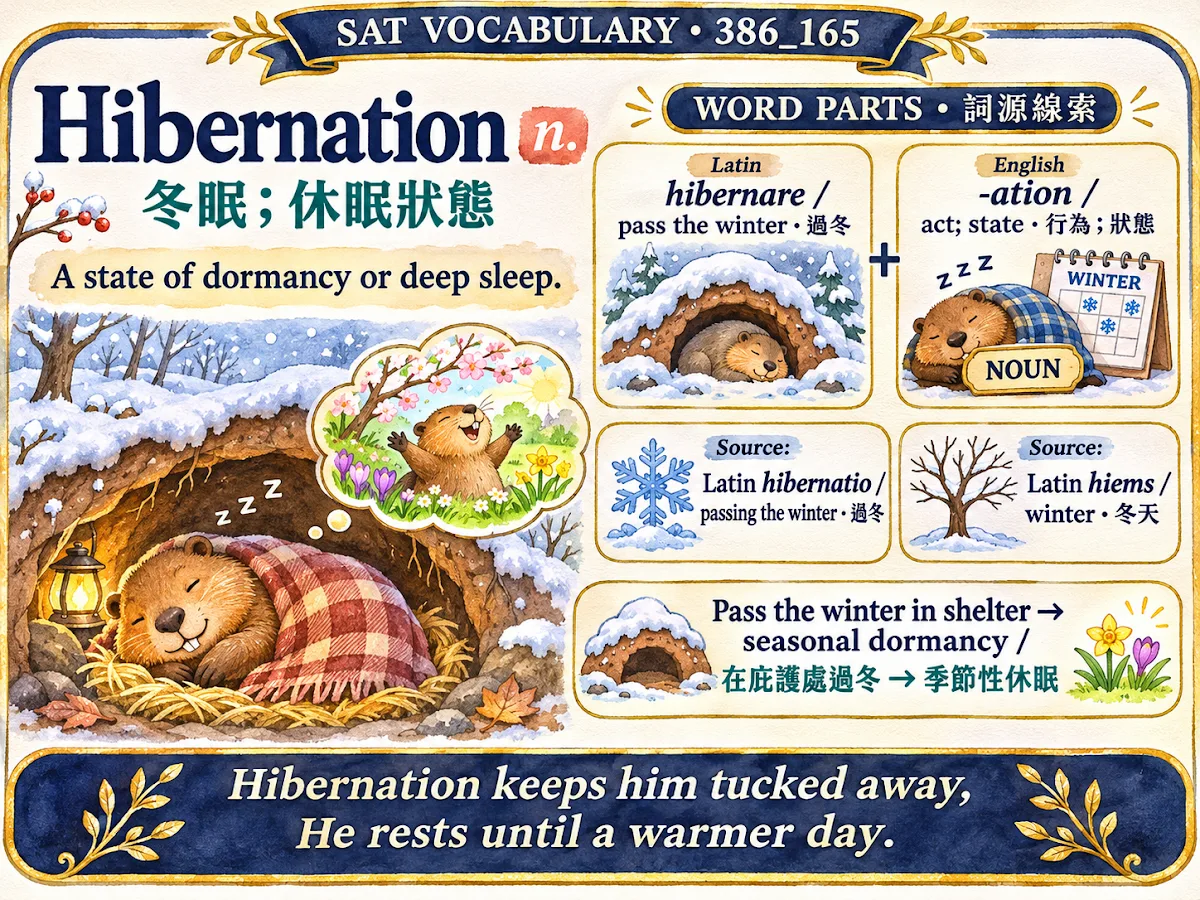 SAT VOCABULARY • 386_165
Hibernation n.
冬眠；休眠狀態
A state of dormancy or deep sleep.
z z z
WORD PARTS • 詞源線索
Latin
hibernare /
pass the winter · 過冬
+
English
-ation /
act; state · 行為；狀態
z z z
WINTER
NOUN
Source:
Latin hibernatio /
passing the winter · 過冬
Source:
Latin hiems /
winter · 冬天
Pass the winter in shelter →
seasonal dormancy /
在庇護處過冬 → 季節性休眠
Hibernation keeps him tucked away,
He rests until a warmer day.